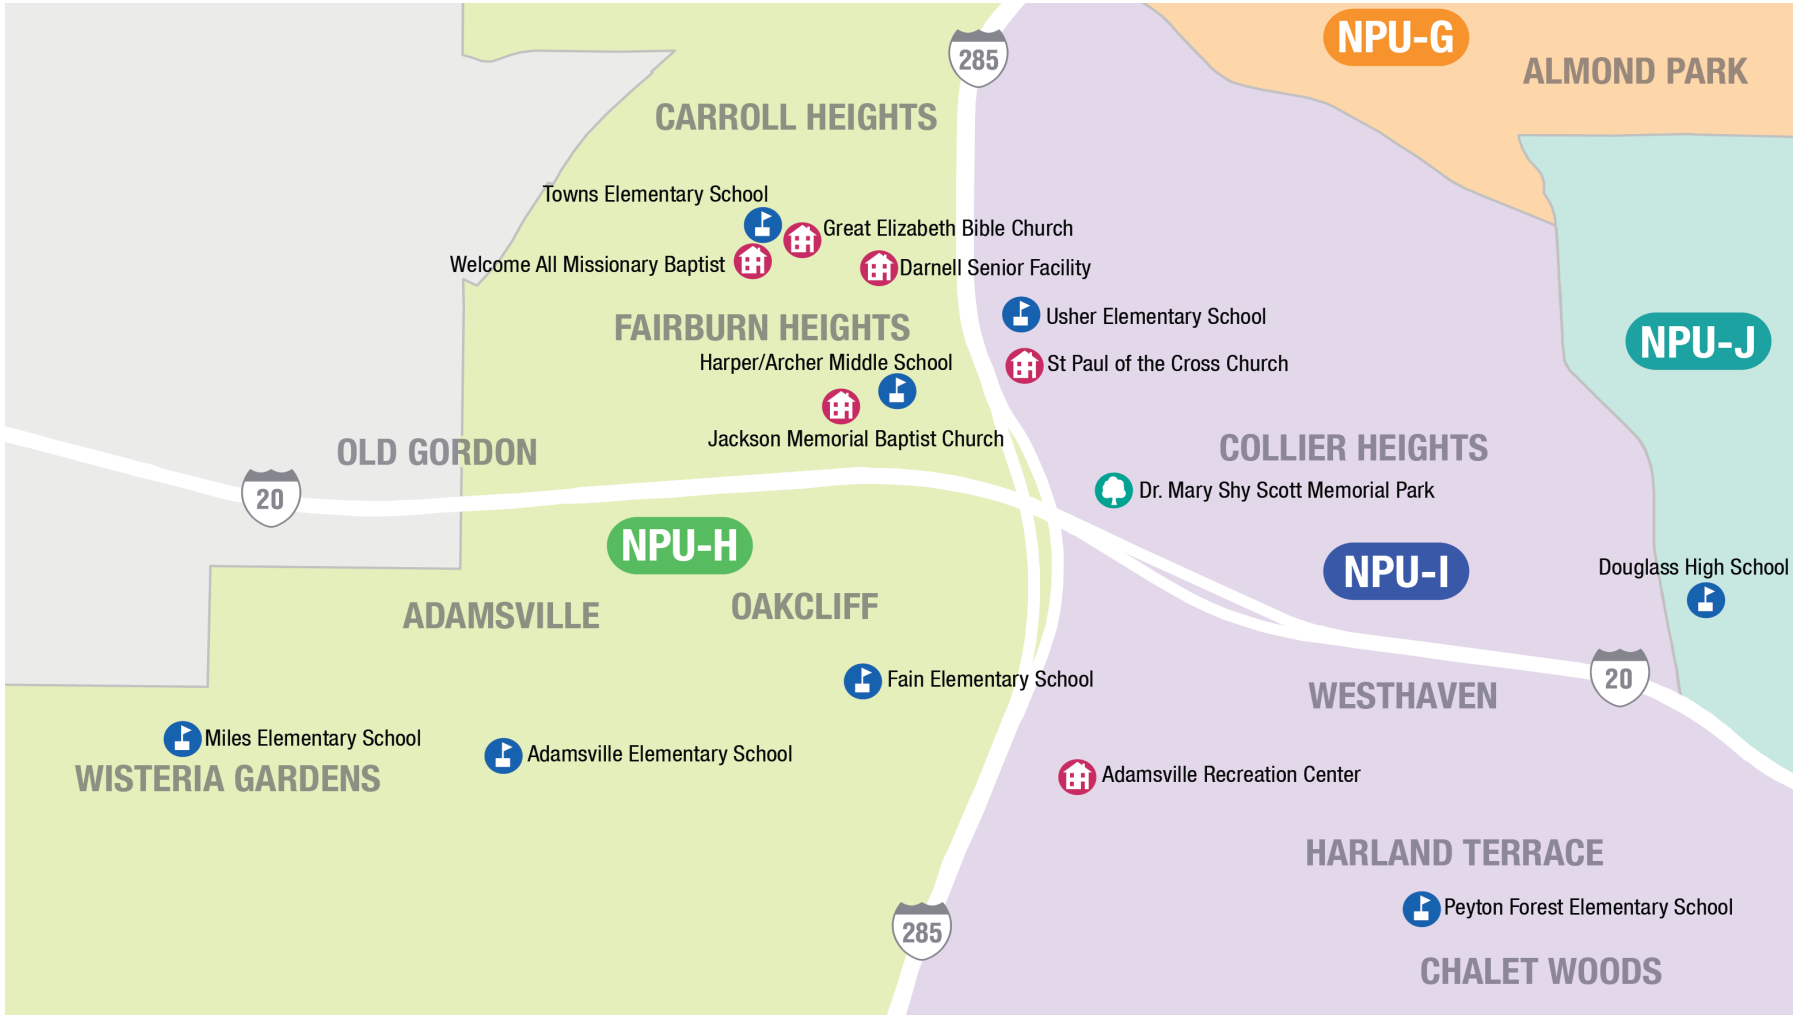 NPU-G
285
ALMOND PARK
CARROLL HEIGHTS
Towns Elementary School
Great Elizabeth Bible Church
Welcome All Missionary Baptist
Darnell Senior Facility
Usher Elementary School
FAIRBURN HEIGHTS
NPU-J
Harper/Archer Middle School
St Paul of the Cross Church
Jackson Memorial Baptist Church
OLD GORDON
COLLIER HEIGHTS
20
Dr. Mary Shy Scott Memorial Park
NPU-H
NPU-I
Douglass High School
ADAMSVILLE
OAKCLIFF
Fain Elementary School
20
WESTHAVEN
Miles Elementary School
Adamsville Elementary School
WISTERIA GARDENS
Adamsville Recreation Center
HARLAND TERRACE
Peyton Forest Elementary School
285
CHALET WOODS